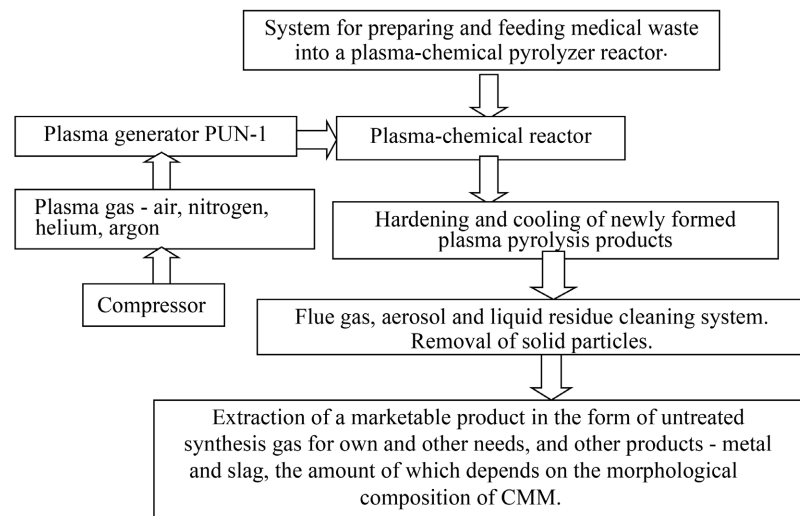 System for preparing and feeding medical waste
into a plasma-chemical pyrolyzer reactor.
Plasma generator PUN-1
Plasma-chemical reactor
Plasma gas - air, nitrogen,
helium, argon
Hardening and cooling of newly formed
plasma pyrolysis products
Compressor
Flue gas, aerosol and liquid residue cleaning system.
Removal of solid particles.
Extraction of a marketable product in the form of untreated
synthesis gas for own and other needs, and other products - metal
and slag, the amount of which depends on the morphological
composition of CMM.